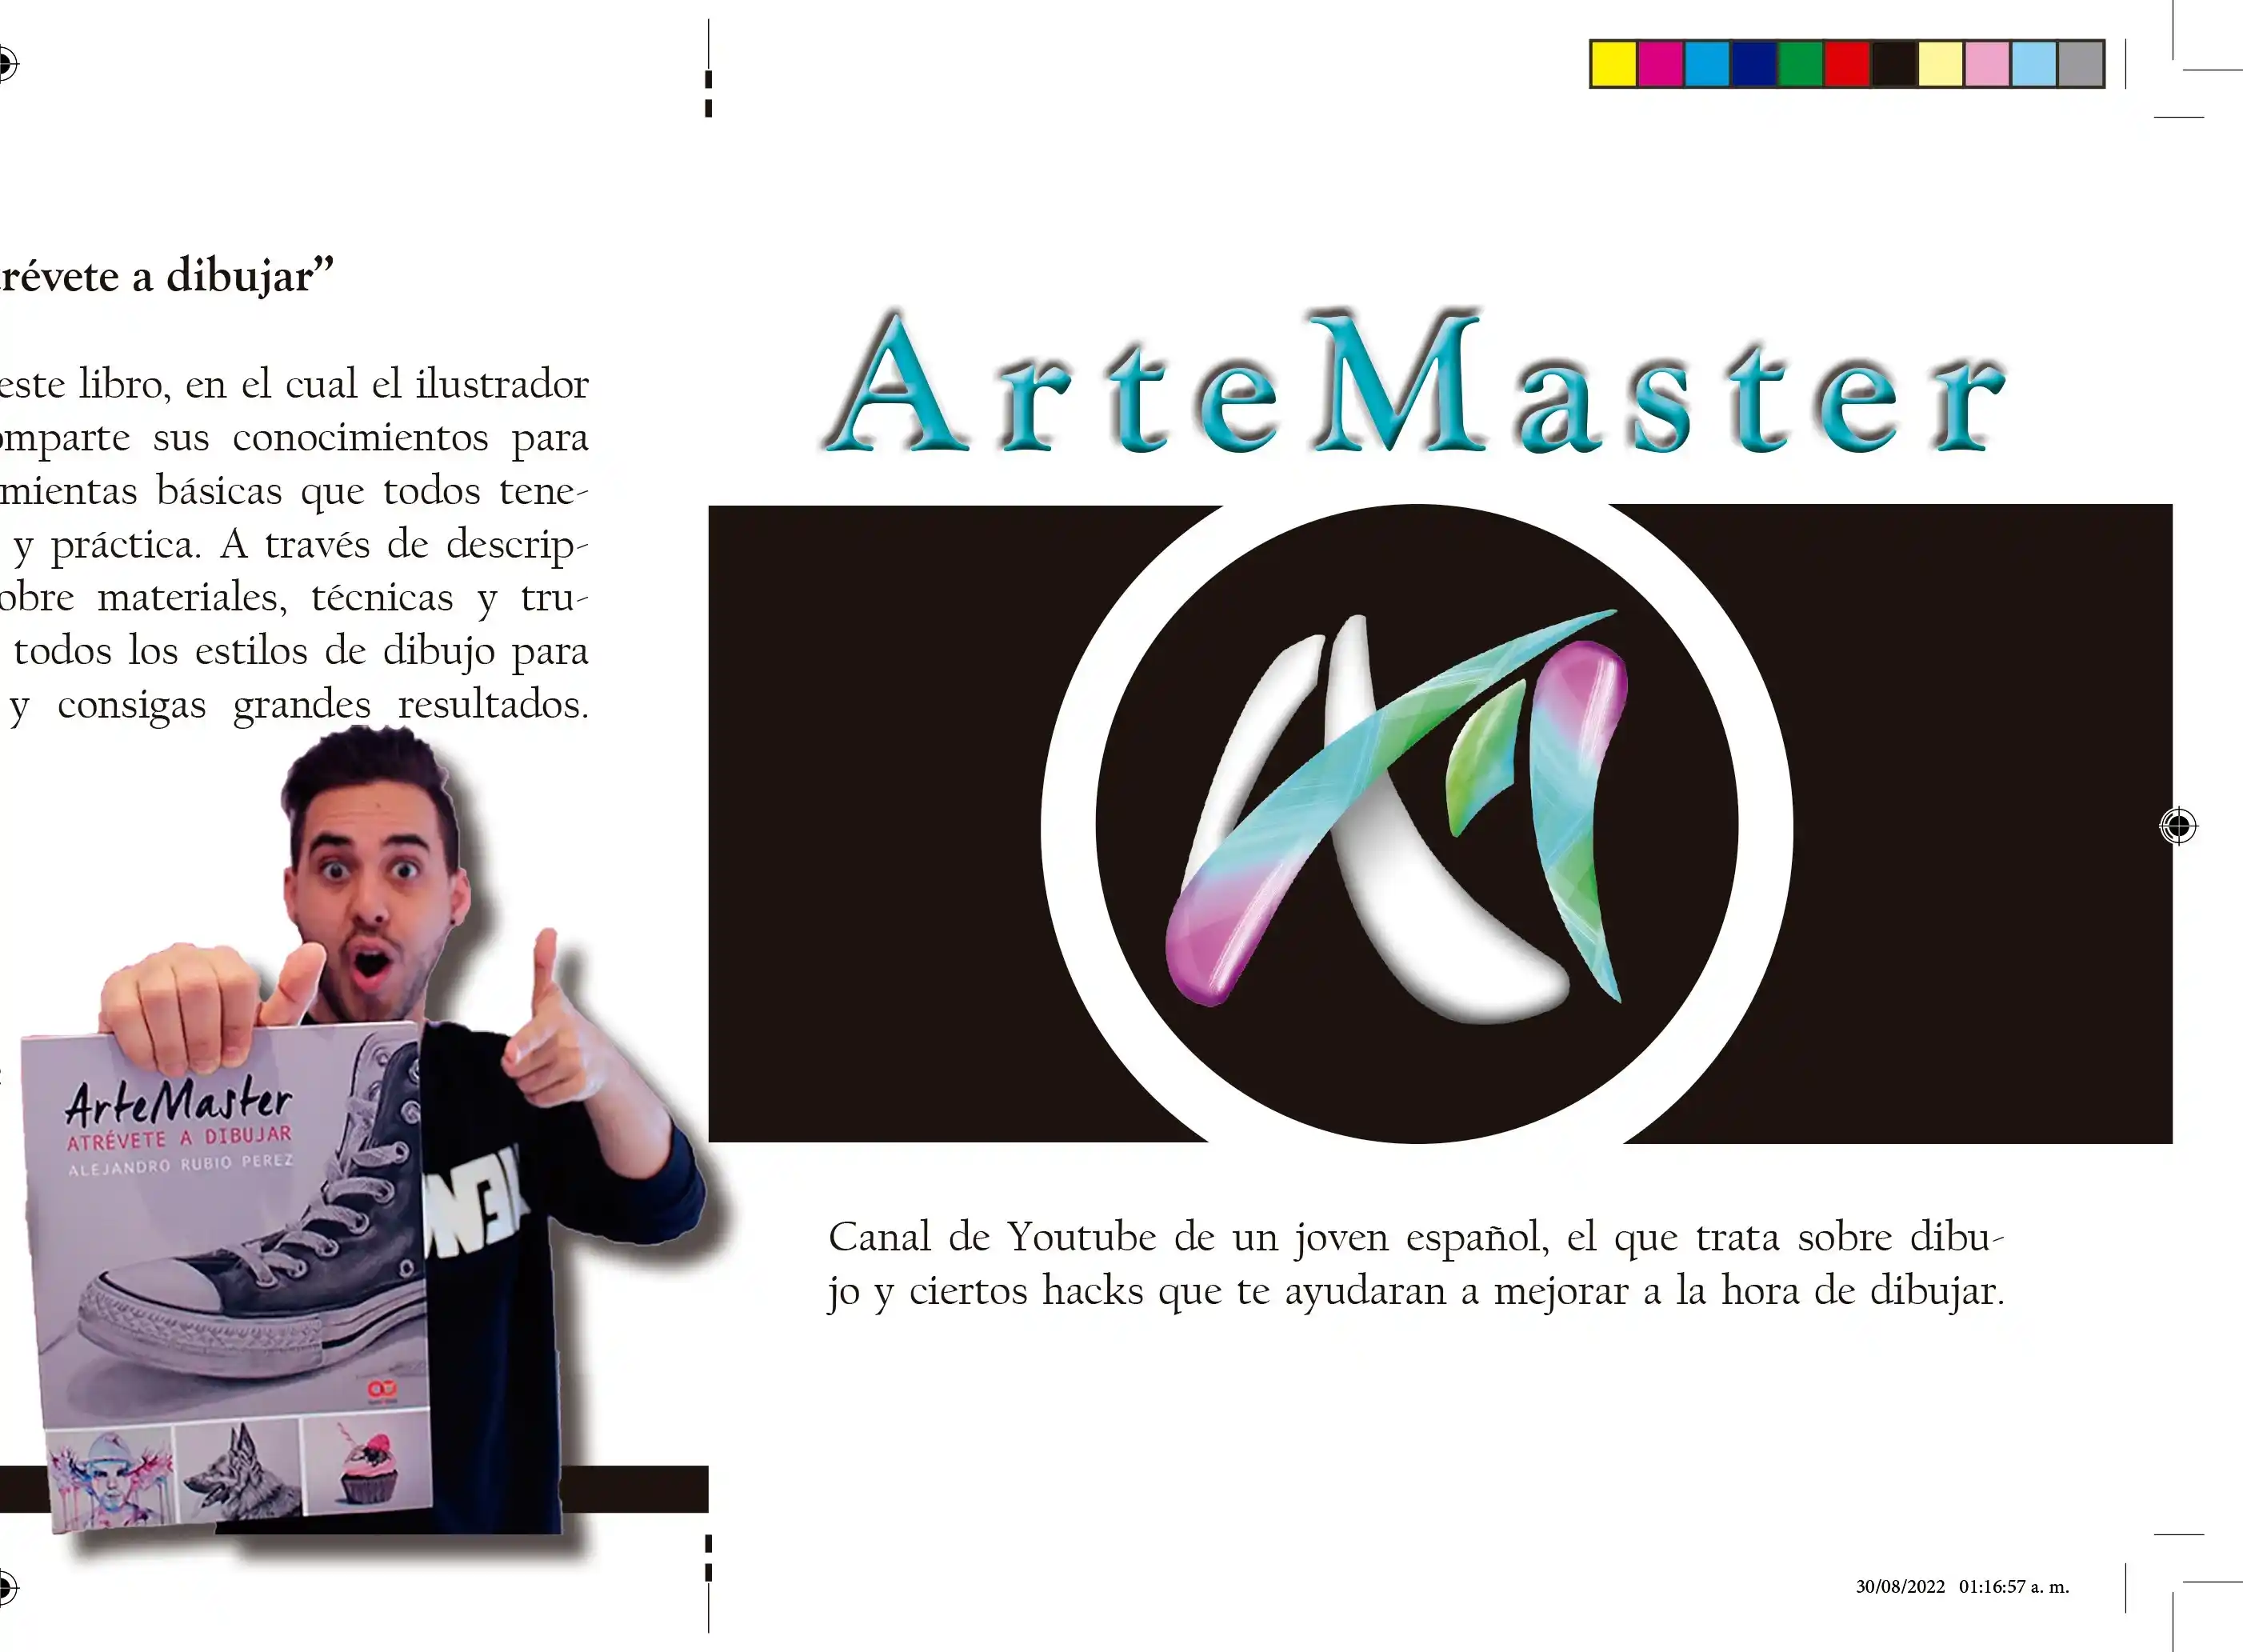 révete a dibujar”
este libro, en el cual el ilustrador
omparte sus conocimientos para
mientas básicas que todos tene-
y práctica. A través de descrip-
obre materiales, técnicas y tru-
todos los estilos de dibujo para
y consigas grandes resultados.
ArteMaster
ATRÉVETE A DIBUJAR
ALEJANDRO RUBIO PEREZ
ArteMaster
Canal de Youtube de un joven español, el que trata sobre dibu-
jo y ciertos hacks que te ayudaran a mejorar a la hora de dibujar.
30/08/2022 01:16:57 a. m.